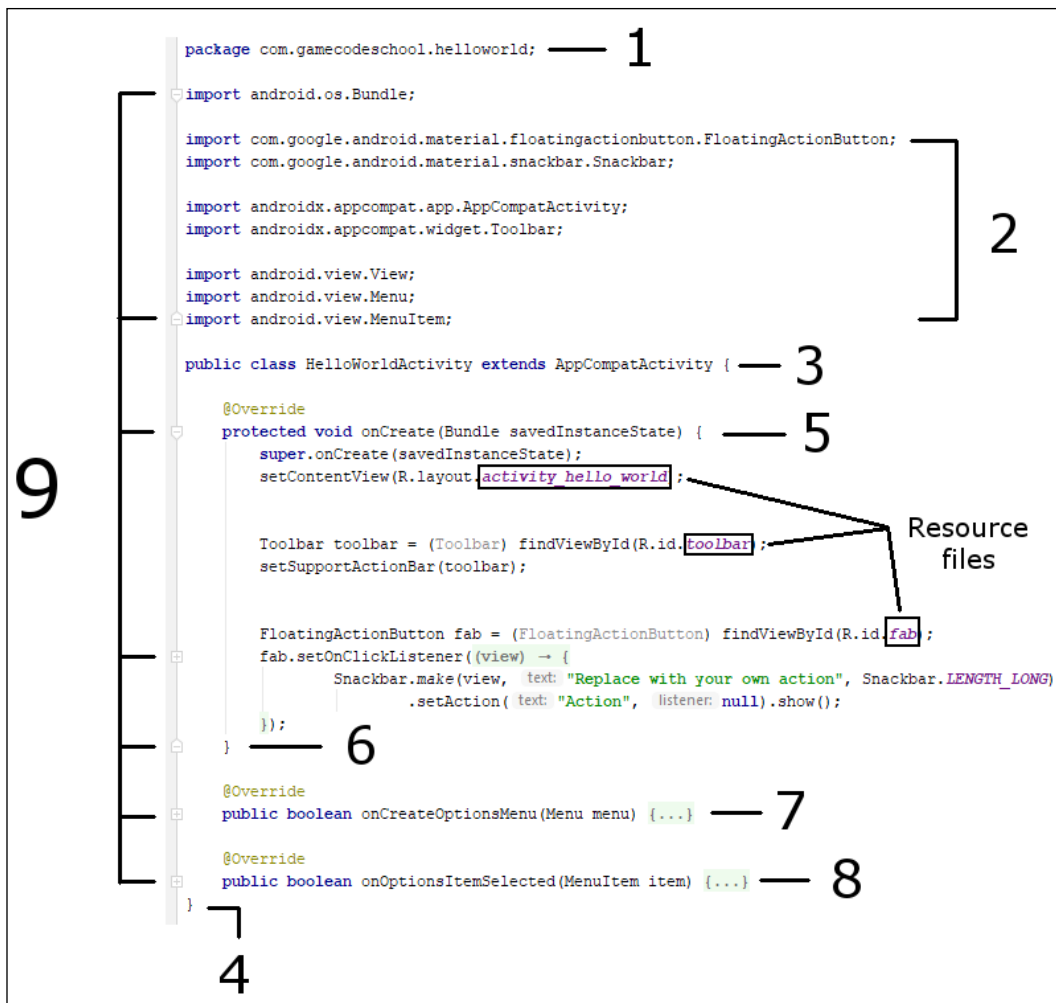 package com.gamecodeschool.helloworld; 1
import android.os.Bundle;
import com.google.android.material.floatingactionbutton.FloatingActionButton;
import com.google.android.material.snackbar.Snackbar;
import androidx.appcompat.app.AppCompatActivity;
import androidx.appcompat.widget.Toolbar;
2
import android.view.View;
import android.view.Menu;
import android.view.MenuItem;
public class HelloWorldActivity extends AppCompatActivity { 3
@Override
protected void onCreate(Bundle savedInstanceState) { 5
super.onCreate(savedInstanceState);
9
setContentView(R.layout.activity_hello_world ;
Resource
files
Toolbar toolbar = (Toolbar) findViewById(R.id.toolbar);
setSupportActionBar(toolbar);
FloatingActionButton fab = (FloatingActionButton) findViewById(R.id.fab);
fab.setOnClickListener((view) → {
Snackbar.make(view, text: "Replace with your own action", Snackbar.LENGTH_LONG)
.setAction( text: "Action", listener: null).show();
});
} 6
@Override
public boolean onCreateOptionsMenu(Menu menu) {...} 7
@Override
public boolean onOptionsItemSelected(MenuItem item) {...} 8
}
4